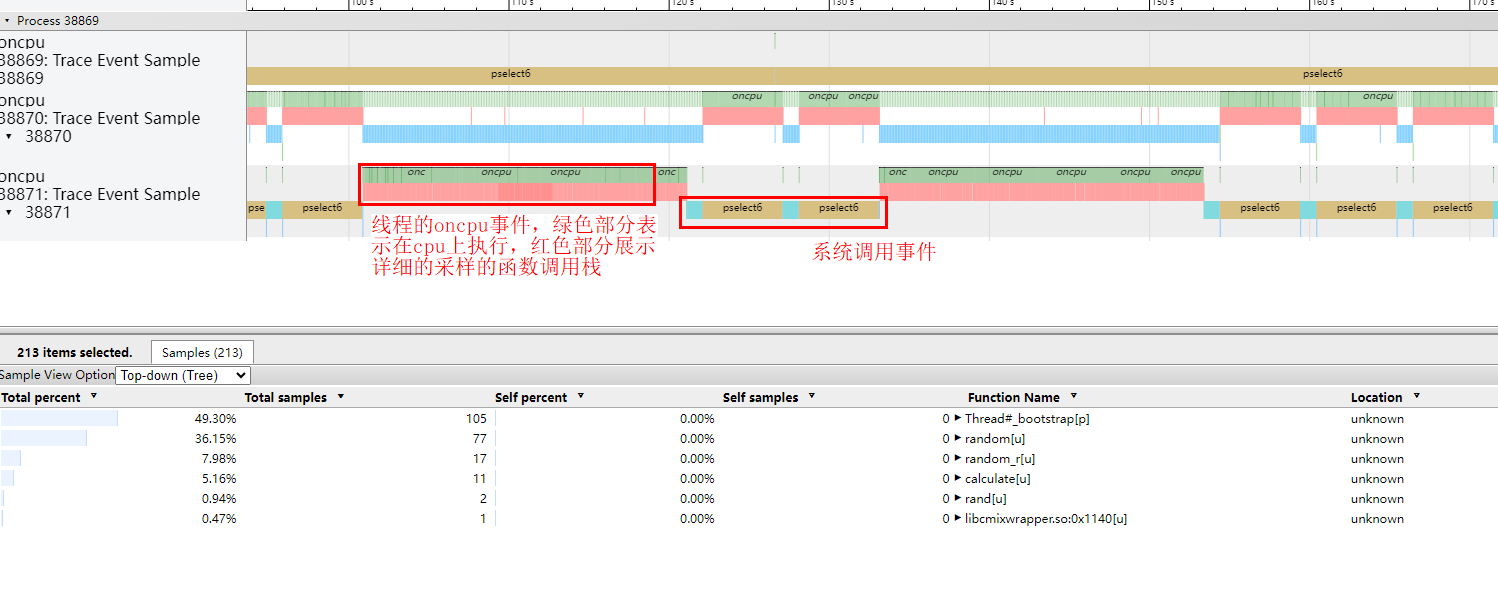 100 s 110 s 120 s 130 s 140 s 150 s 160 s 170 s
Process 38869
oncpu
38869: Trace Event Sample
38869
pselect6 pselect6
oncpu
38870: Trace Event Sample
38870
oncpu oncpu oncpu oncpu
oncpu
38871: Trace Event Sample
38871
onc oncpu oncpu onc onc oncpu oncpu oncpu oncpu oncpu
pse pselect6 pselect6 pselect6 pselect6 pselect6 pselect6
线程的oncpu事件，绿色部分表
示在cpu上执行，红色部分展示
详细的采样的函数调用栈
系统调用事件
213 items selected. Samples (213)
Sample View Option Top-down (Tree)
Total percent Total samples Self percent Self samples Function Name Location
49.30% 105 0.00% 0 Thread#_bootstrap[p] unknown
36.15% 77 0.00% 0 random[u] unknown
7.98% 17 0.00% 0 random_r[u] unknown
5.16% 11 0.00% 0 calculate[u] unknown
0.94% 2 0.00% 0 rand[u] unknown
0.47% 1 0.00% 0 libcmixwrapper.so:0x1140[u] unknown